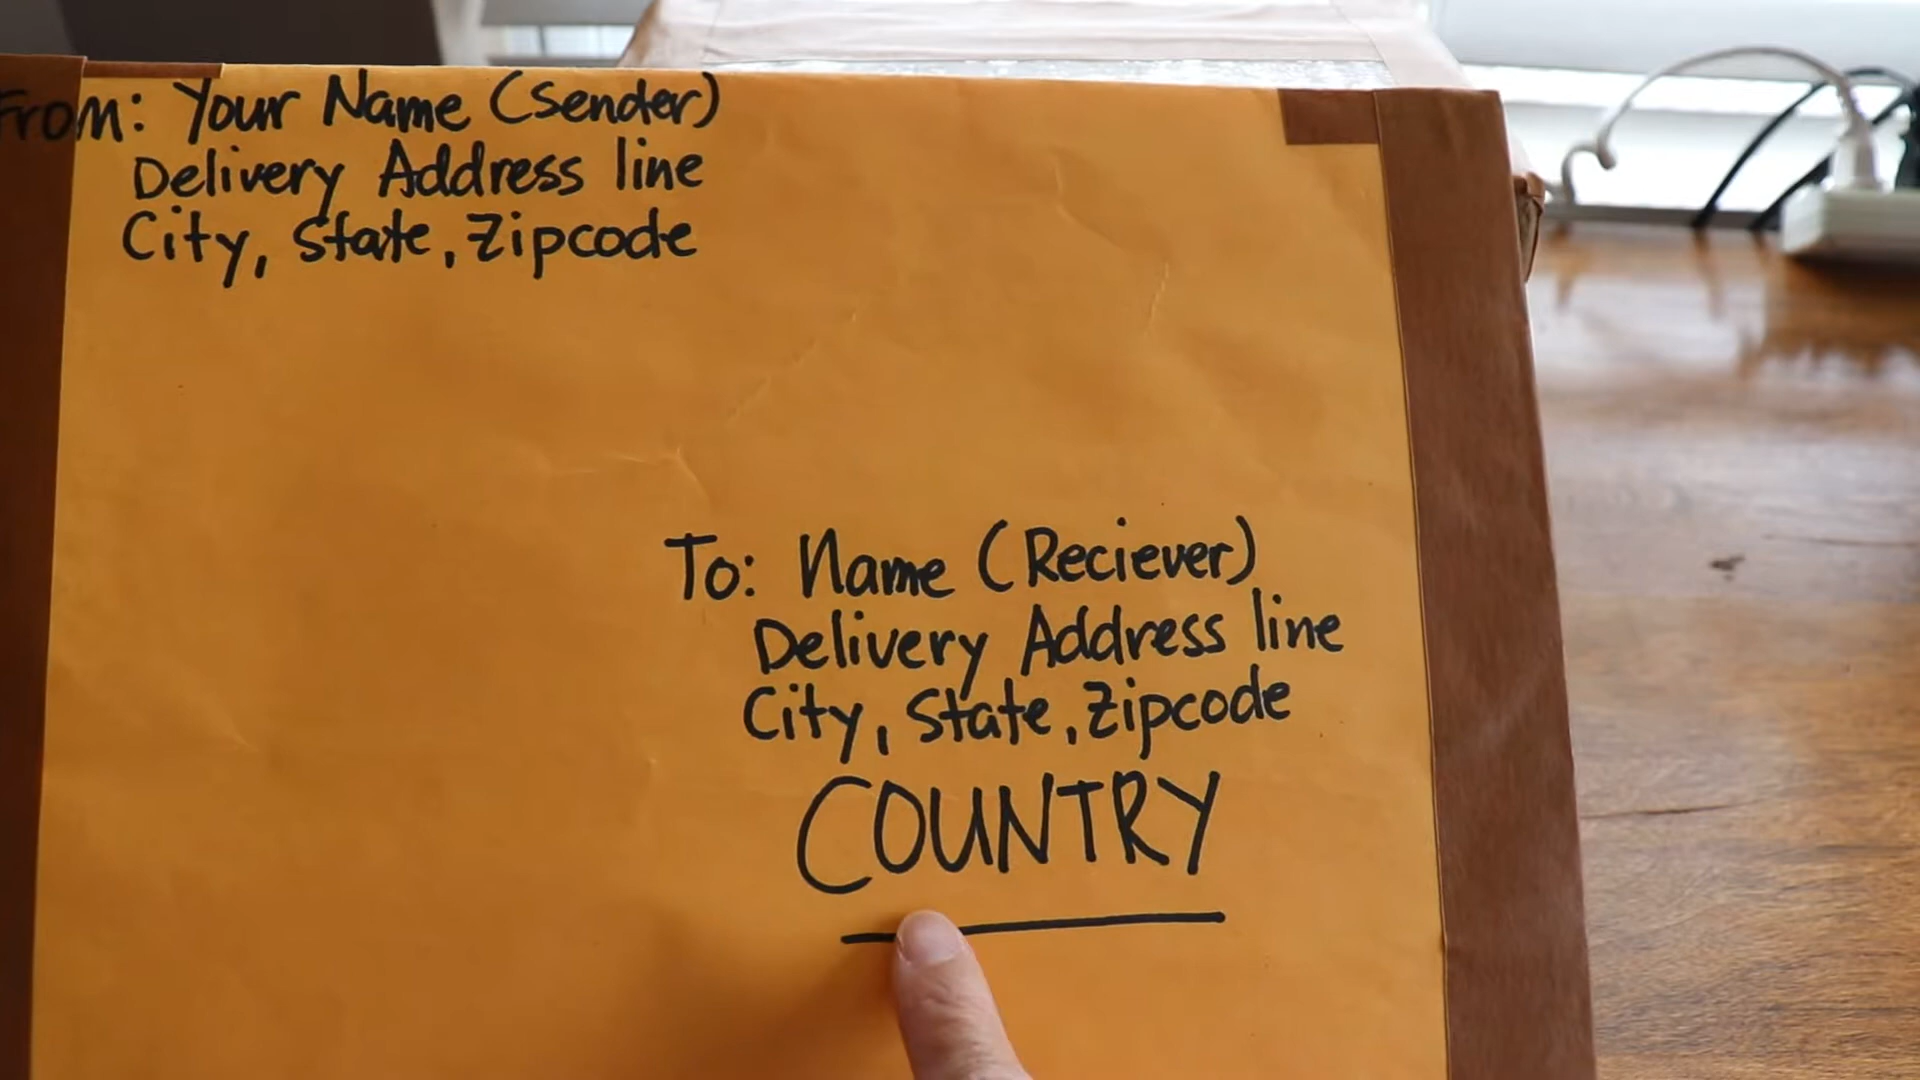 From: Your Name (Sender)
Delivery Address line
City, State, Zipcode
To: Name (Reciever)
Delivery Address line
City, State, Zipcode
COUNTRY